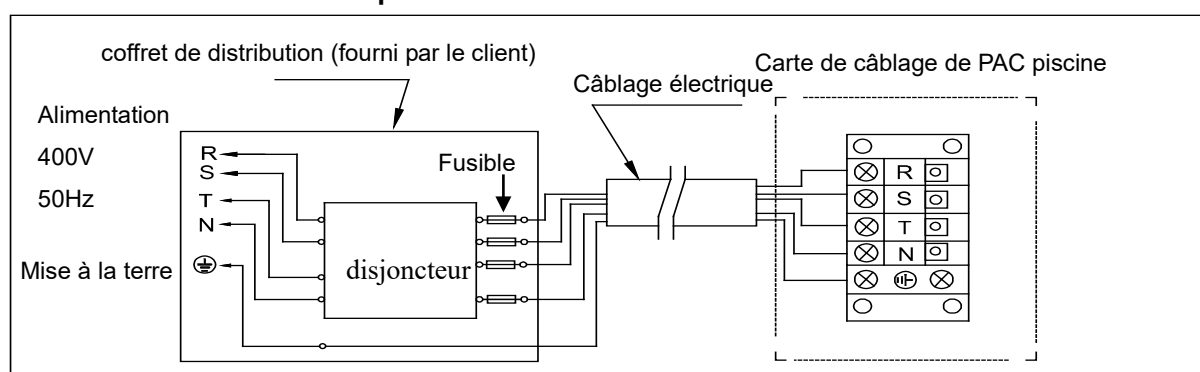 coffret de distribution (fourni par le client)
Carte de câblage de PAC piscine
Câblage électrique
Alimentation
400V
50Hz
Mise à la terre
R
S
T
N
Fusible
disjoncteur
R
S
T
N